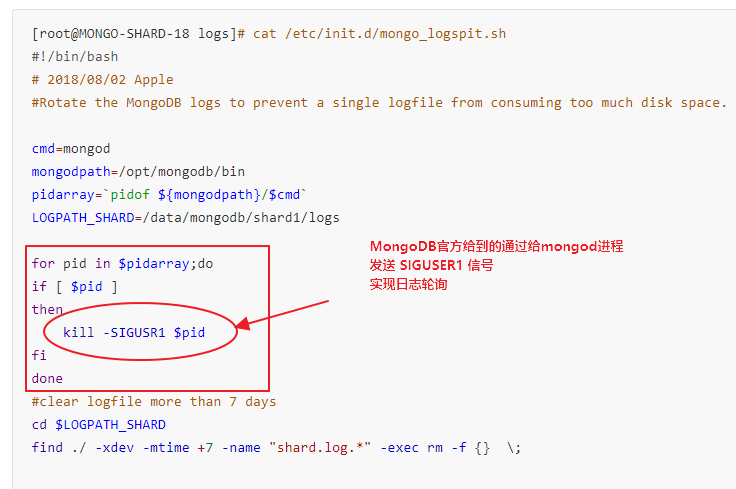 [root@MONGO-SHARD-18 logs]# cat /etc/init.d/mongo_logspit.sh
#!/bin/bash
# 2018/08/02 Apple
#Rotate the MongoDB logs to prevent a single logfile from consuming too much disk space.
cmd=mongod
mongodpath=/opt/mongodb/bin
pidarray=`pidof ${mongodpath}/$cmd`
LOGPATH_SHARD=/data/mongodb/shard1/logs
for pid in $pidarray;do
if [ $pid ]
then
kill -SIGUSR1 $pid
fi
done
#clear logfile more than 7 days
cd $LOGPATH_SHARD
find ./ -xdev -mtime +7 -name "shard.log.*" -exec rm -f {}  \;
MongoDB官方给到的通过给mongod进程
发送 SIGUSER1 信号
实现日志轮询